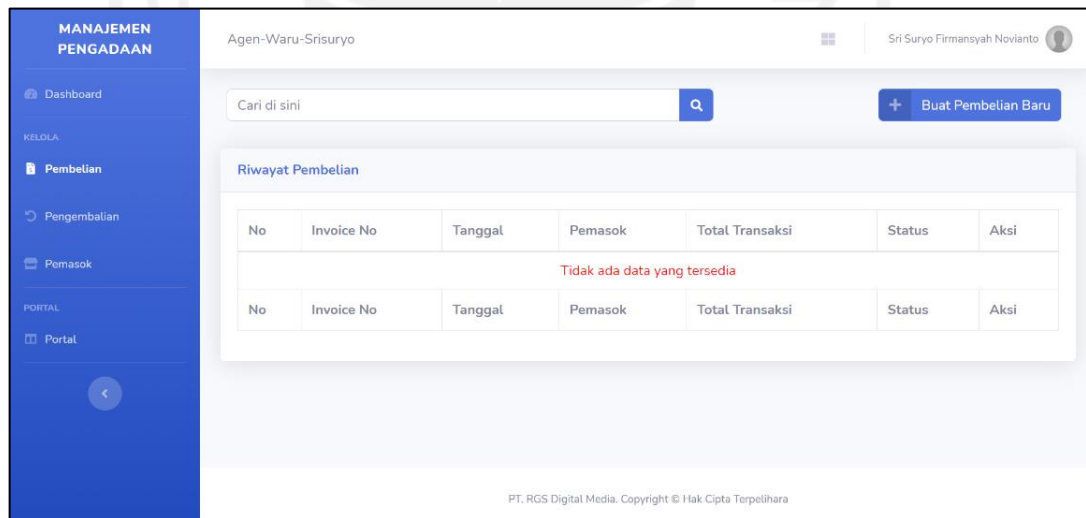 MANAJEMEN
PENGADAAN
Agen-Waru-Srisuryo
Sri Suryo Firmansyah Novianto
Dashboard
Cari di sini
Buat Pembelian Baru
KELOLA
Pembelian
Pengembalian
Pemasok
PORTAL
Portal
Riwayat Pembelian
No Invoice No Tanggal Pemasok Total Transaksi Status Aksi
Tidak ada data yang tersedia
No Invoice No Tanggal Pemasok Total Transaksi Status Aksi
PT. RGS Digital Media. Copyright © Hak Cipta Terpelihara